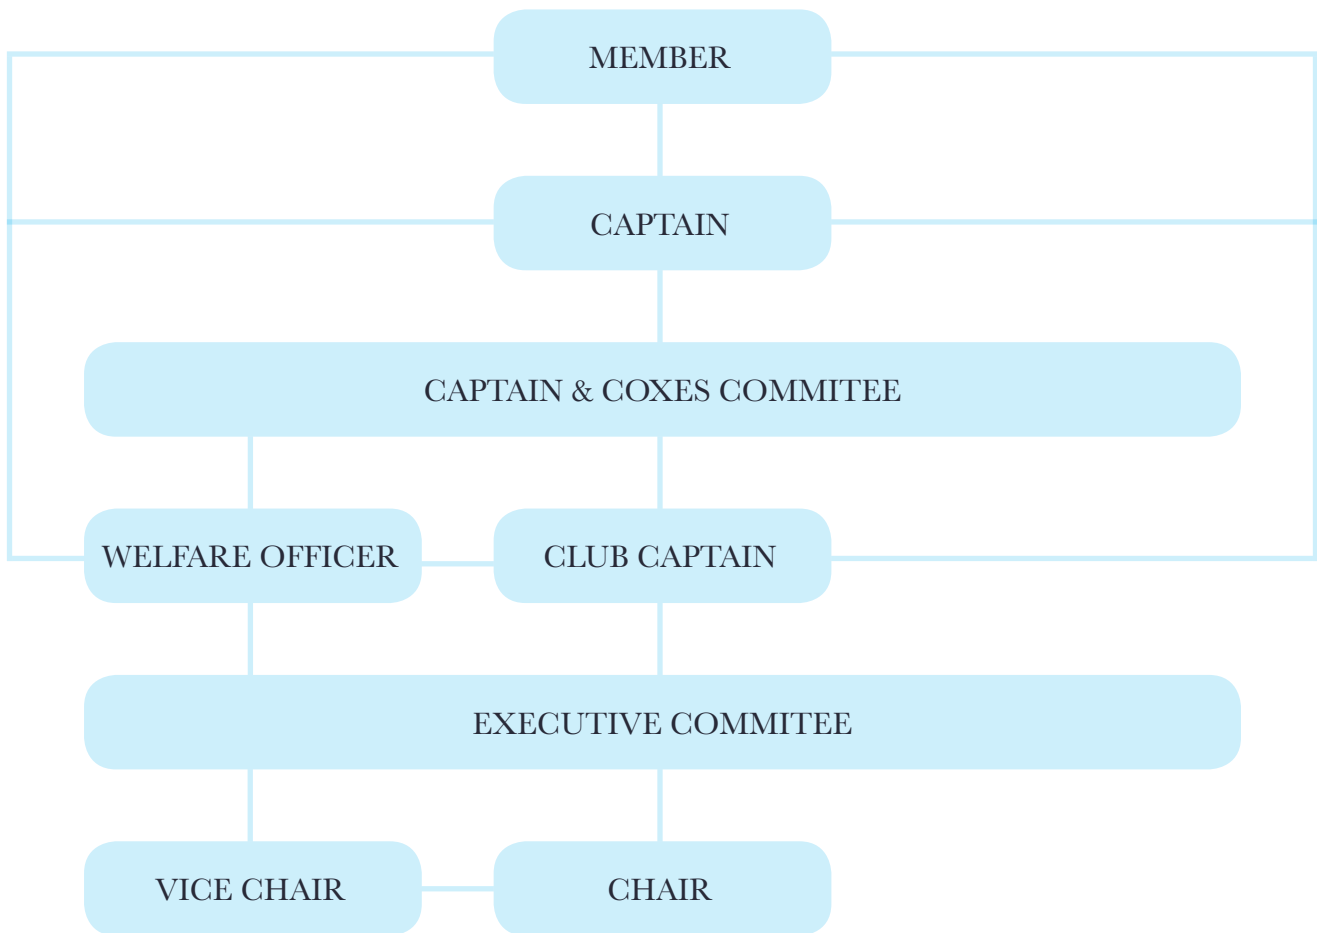 MEMBER
CAPTAIN
CAPTAIN & COXES COMMITEE
WELFARE OFFICER
CLUB CAPTAIN
EXECUTIVE COMMITEE
VICE CHAIR
CHAIR